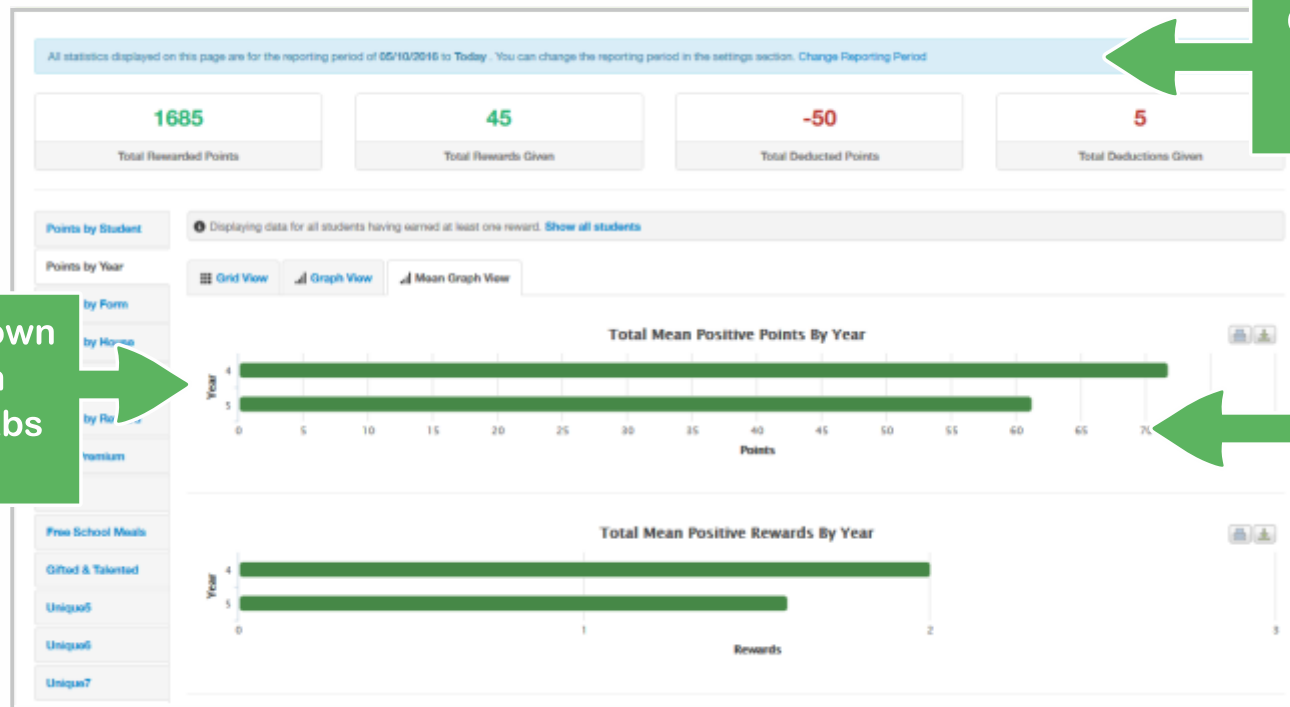 All statistics displayed on this page are for the reporting period of 05/10/2016 to Today . You can change the reporting period in the settings section. Change Reporting Period
1685
Total Rewarded Points
45
Total Rewards Given
-50
Total Deducted Points
5
Total Deductions Given
Points by Student
Points by Year
by Form
by House
by
Free School Meals
Gifted & Talented
Unique5
Unique6
Unique7
own
Displaying data for all students having earned at least one reward. Show all students
Grid View
Graph View
Mean Graph View
Total Mean Positive Points By Year
Year
4
5
0 5 10 15 20 25 30 35 40 45 50 55 60 65
Points
Total Mean Positive Rewards By Year
Year
4
5
0 1 2 3
Rewards